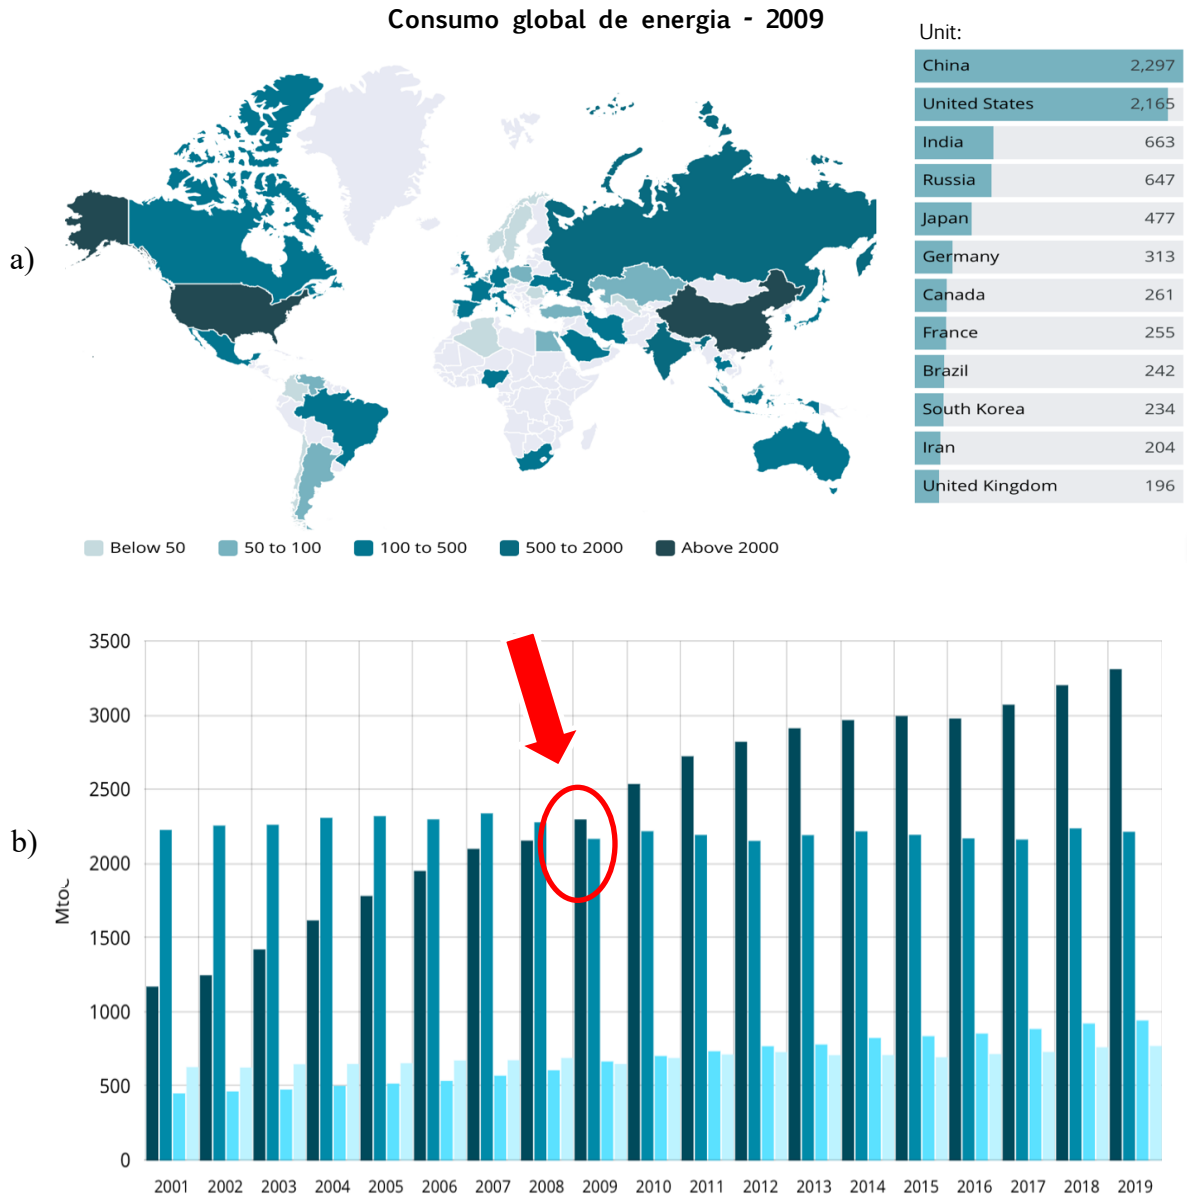 Consumo global de energia - 2009
Unit:
China 2,297
United States 2,165
India 663
Russia 647
Japan 477
Germany 313
Canada 261
France 255
Brazil 242
South Korea 234
Iran 204
United Kingdom 196
a)
Below 50 50 to 100 100 to 500 500 to 2000 Above 2000
b)
3500
3000
2500
2000
1500
1000
500
0
2001 2002 2003 2004 2005 2006 2007 2008 2009 2010 2011 2012 2013 2014 2015 2016 2017 2018 2019